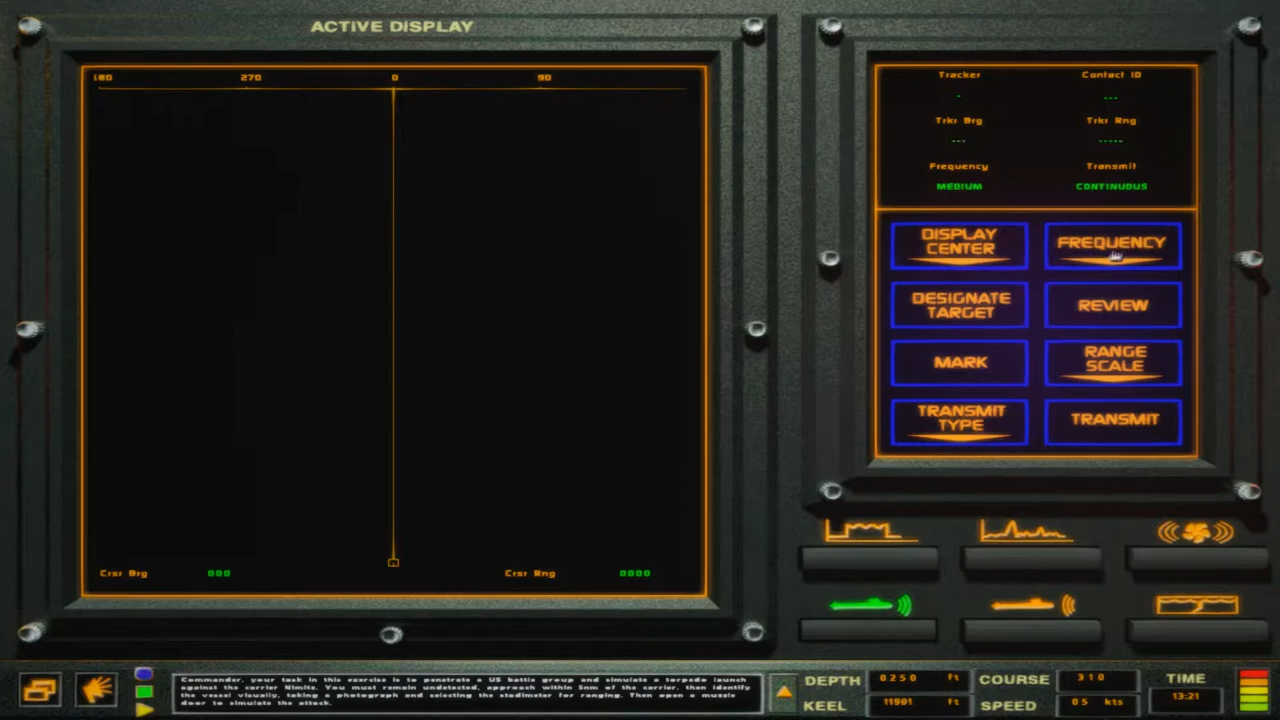 ACTIVE DISPLAY
180 270 0 90
Crsr Brg 000 Crsr Rng 0000
Tracker Contact ID
- ---
Trkr Brg Trkr Rng
--- -----
Frequency Transmit
MEDIUM CONTINUOUS
DISPLAY CENTER
FREQUENCY
DESIGNATE TARGET
REVIEW
MARK
RANGE SCALE
TRANSMIT TYPE
TRANSMIT
Commander, your task in this exercise is to penetrate a US battle group and simulate a torpedo launch
against the carrier Nimitz. You must remain undetected, approach within 5nm of the carrier, then identify
the vessel visually, taking a photograph and selecting the stadimeter for ranging. Then open a muzzle
door to simulate the attack.
DEPTH 0250 ft COURSE 310 TIME
KEEL ft SPEED 05 kts 13:21